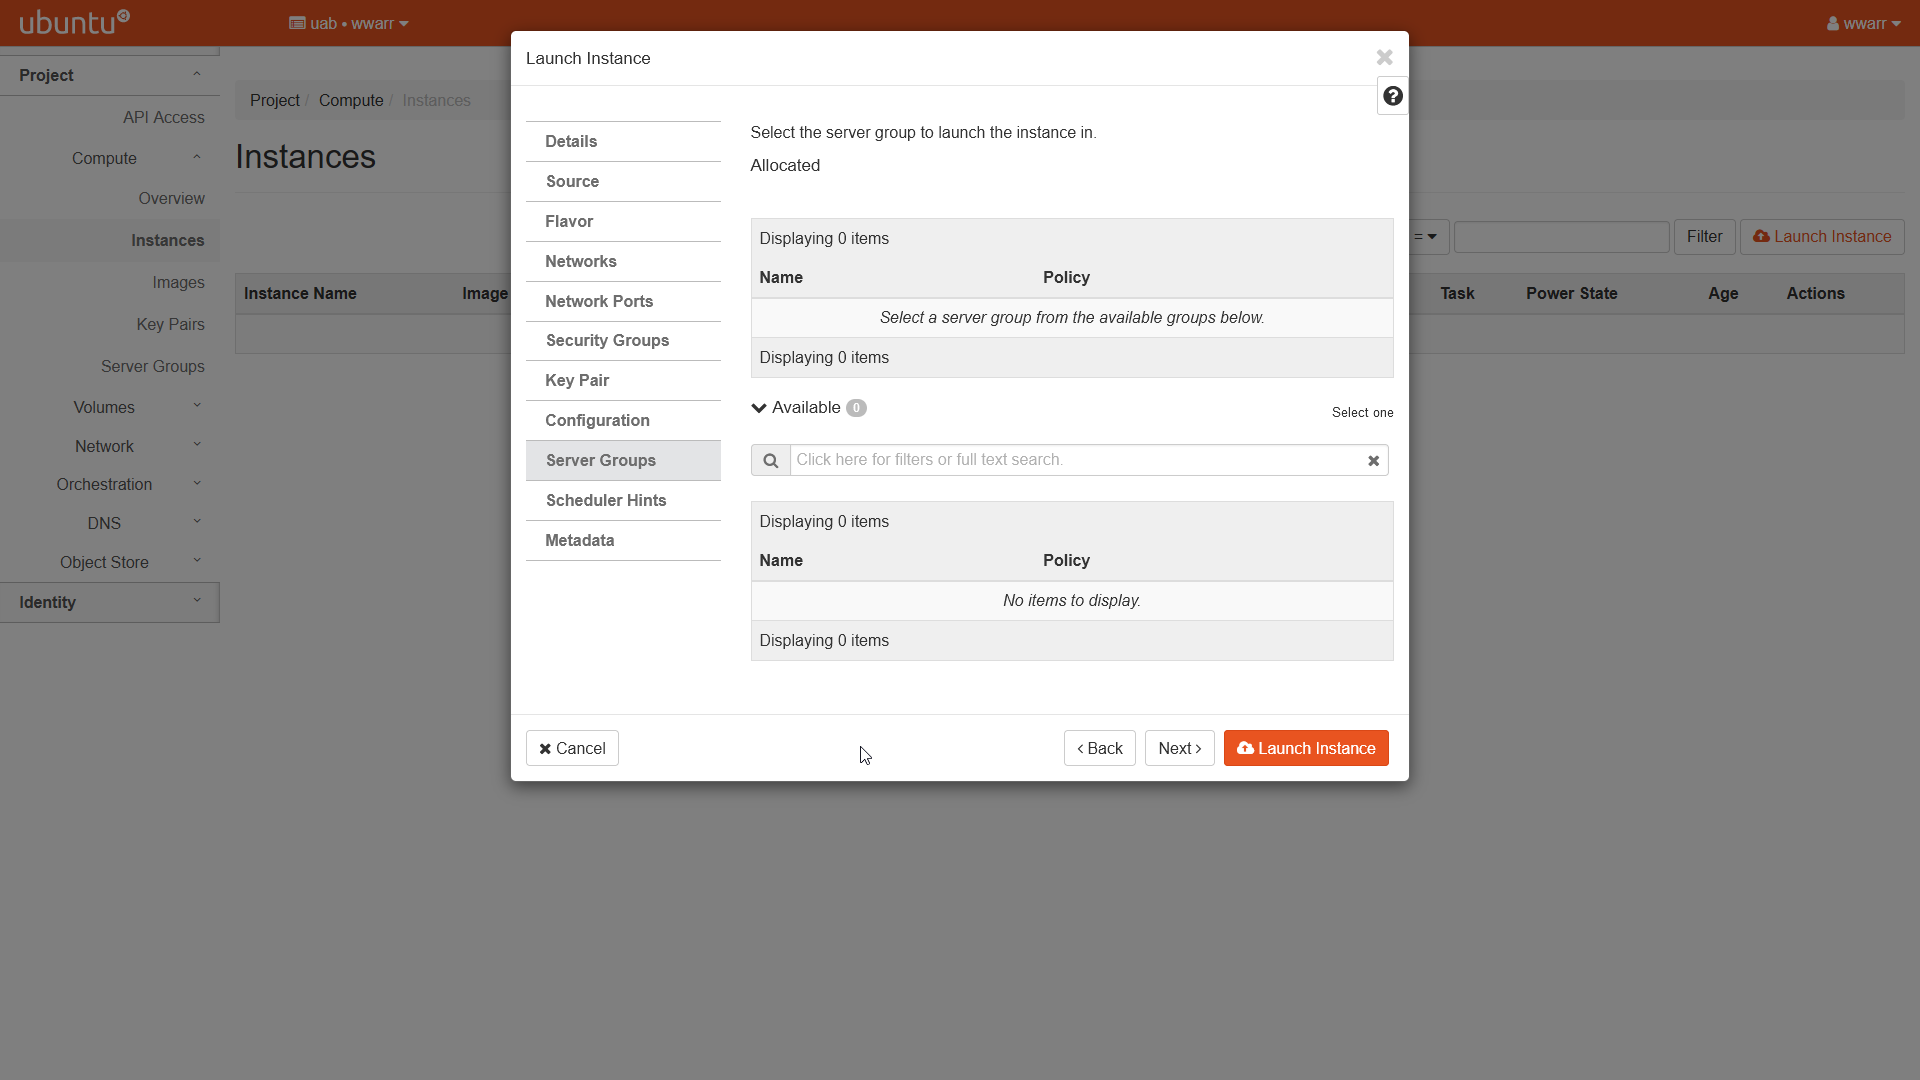 ubuntu
uab • wwarr
wwarr
Launch Instance
Project
API Access
Compute
Overview
Instances
Images
Key Pairs
Server Groups
Volumes
Network
Orchestration
DNS
Object Store
Identity
Project / Compute / Instances
Instances
= Filter Launch Instance
Instance Name Image Task Power State Age Actions
Details
Source
Flavor
Networks
Network Ports
Security Groups
Key Pair
Configuration
Server Groups
Scheduler Hints
Metadata
Select the server group to launch the instance in.
Allocated
Displaying 0 items
Name Policy
Select a server group from the available groups below.
Displaying 0 items
Available 0
Select one
Click here for filters or full text search.
Displaying 0 items
Name Policy
No items to display.
Displaying 0 items
Cancel
‹ Back
Next ›
Launch Instance